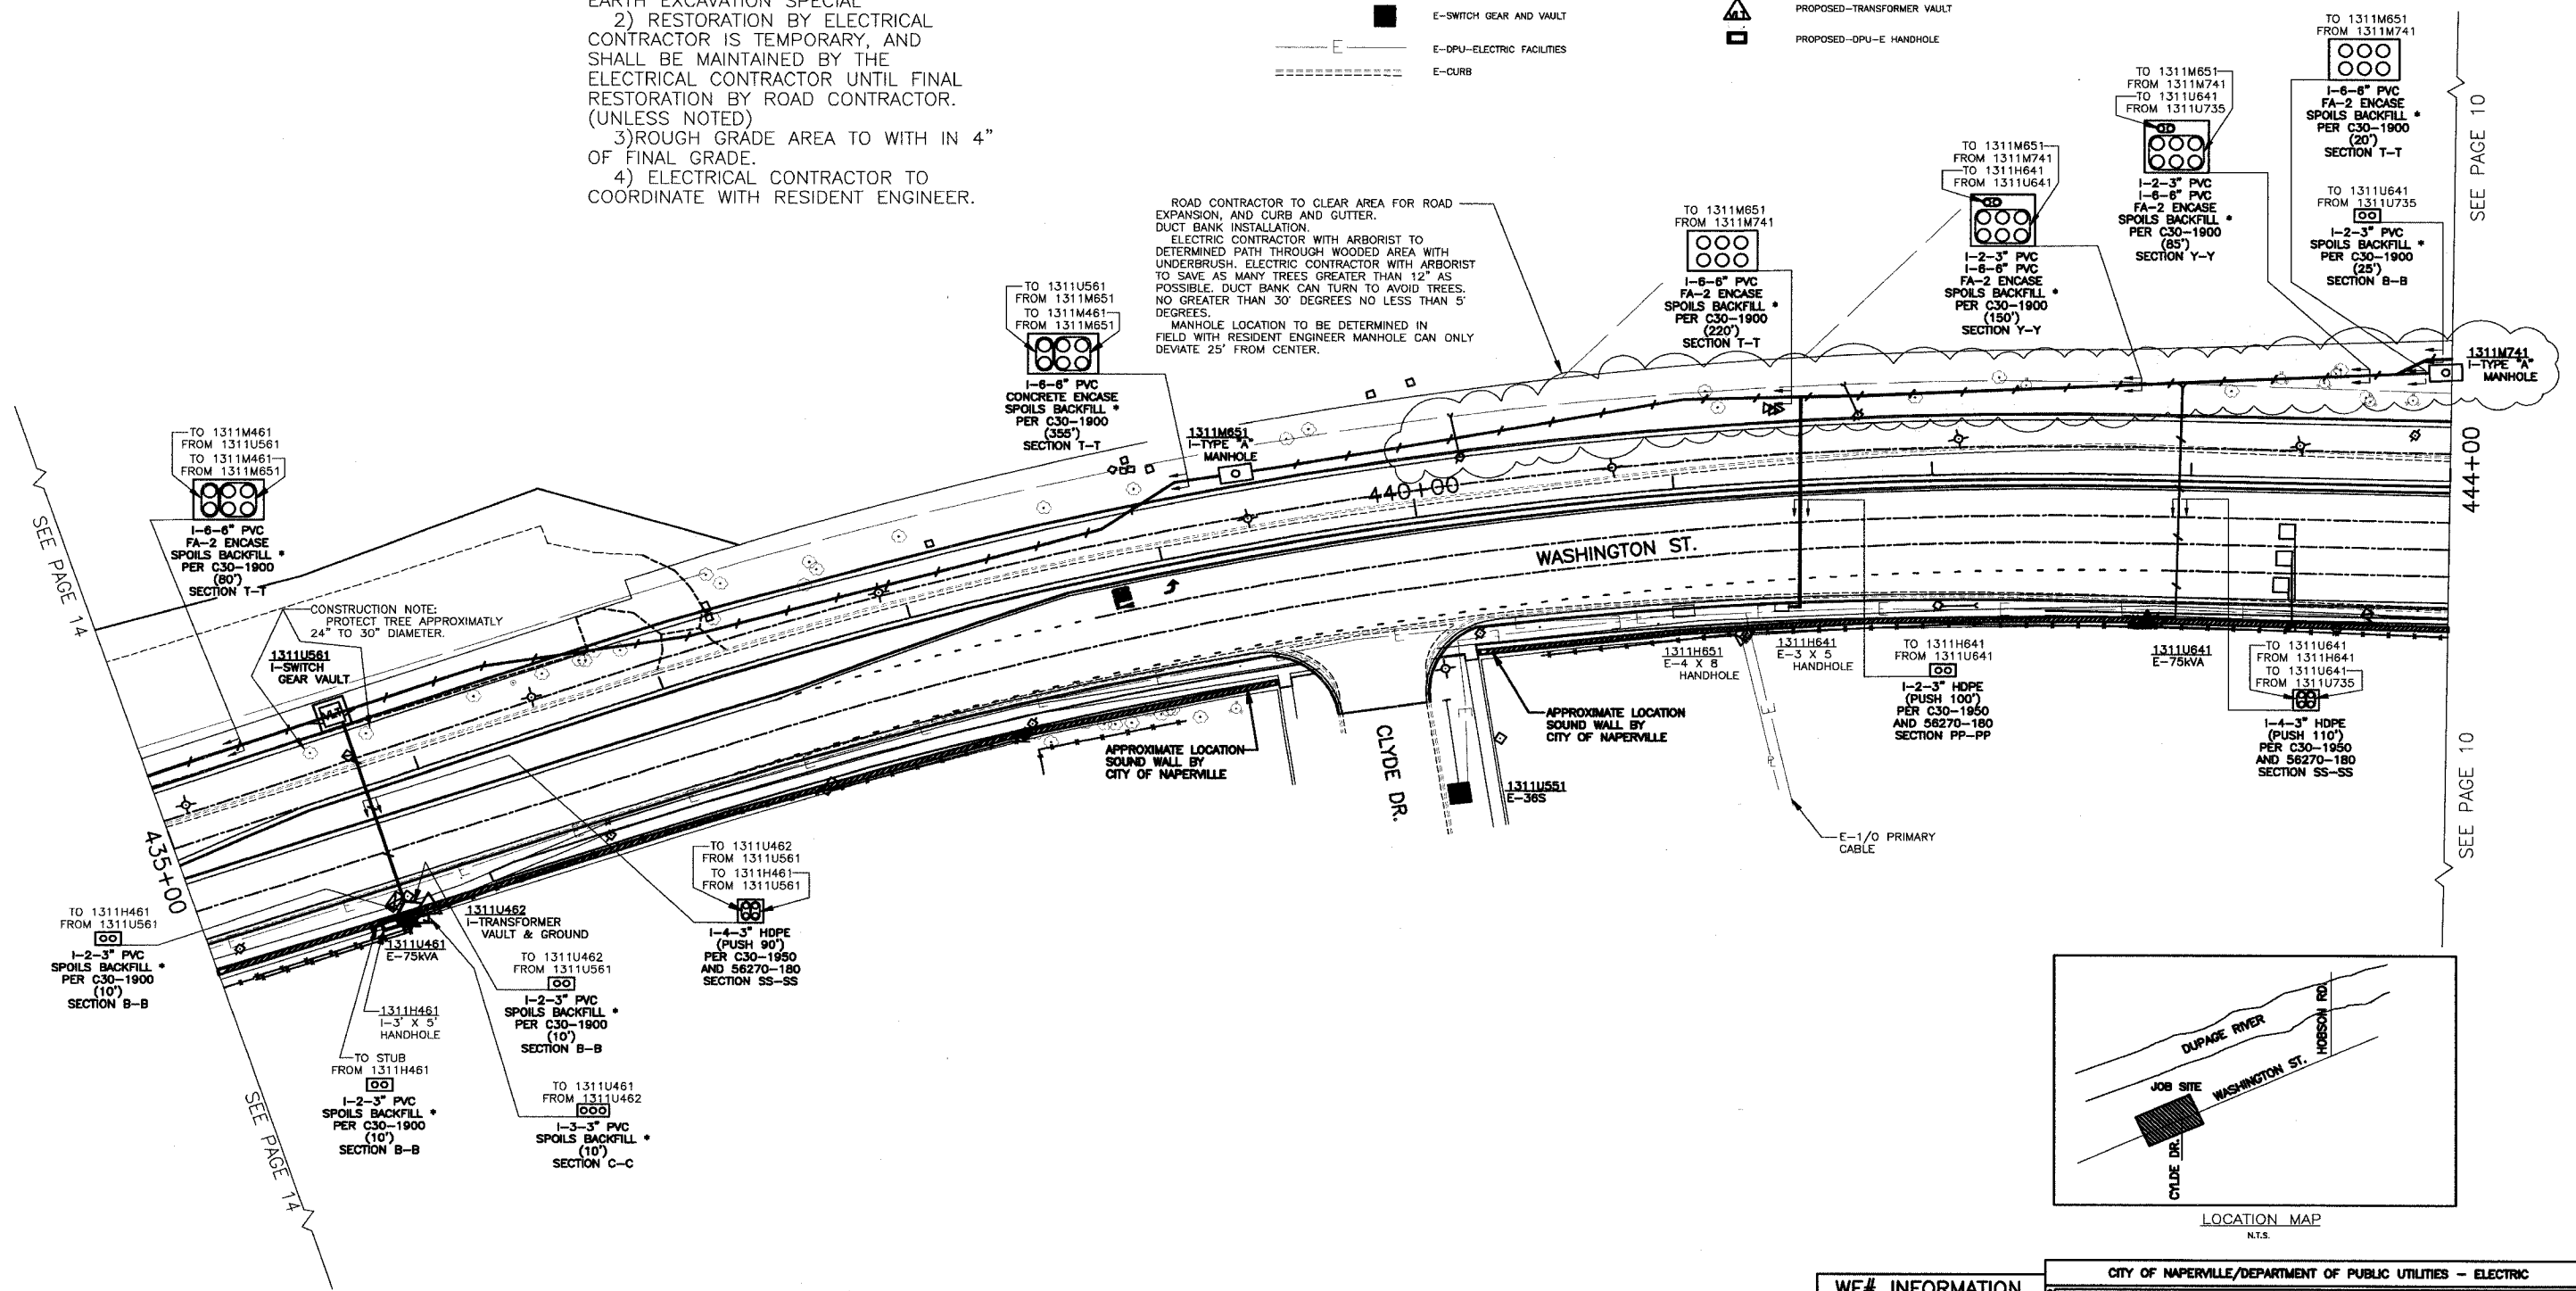 EARTH EXCAVATION SPECIAL
2) RESTORATION BY ELECTRICAL
CONTRACTOR IS TEMPORARY, AND
SHALL BE MAINTAINED BY THE
ELECTRICAL CONTRACTOR UNTIL FINAL
RESTORATION BY ROAD CONTRACTOR.
(UNLESS NOTED)
3)ROUGH GRADE AREA TO WITH IN 4"
OF FINAL GRADE.
4) ELECTRICAL CONTRACTOR TO
COORDINATE WITH RESIDENT ENGINEER.
E-SWITCH GEAR AND VAULT
E
E-DPU-ELECTRIC FACILITIES
E-CURB
PROPOSED-TRANSFORMER VAULT
PROPOSED-DPU-E HANDHOLE
TO 1311M651
FROM 1311M741
I-6-6" PVC
FA-2 ENCASE
SPOILS BACKFILL *
PER C30-1900
(20')
SECTION T-T
TO 1311U641
FROM 1311U735
I-2-3" PVC
SPOILS BACKFILL *
PER C30-1900
(25')
SECTION B-B
SEE PAGE 10
TO 1311M651
FROM 1311M741
TO 1311U641
FROM 1311U735
I-2-3" PVC
I-6-6" PVC
FA-2 ENCASE
SPOILS BACKFILL *
PER C30-1900
(85')
SECTION Y-Y
TO 1311M651
FROM 1311M741
TO 1311H641
FROM 1311U641
I-2-3" PVC
I-6-6" PVC
FA-2 ENCASE
SPOILS BACKFILL *
PER C30-1900
(150')
SECTION Y-Y
TO 1311M651
FROM 1311M741
I-6-6" PVC
FA-2 ENCASE
SPOILS BACKFILL *
PER C30-1900
(220')
SECTION T-T
ROAD CONTRACTOR TO CLEAR AREA FOR ROAD
EXPANSION, AND CURB AND GUTTER.
DUCT BANK INSTALLATION.
ELECTRIC CONTRACTOR WITH ARBORIST TO
DETERMINED PATH THROUGH WOODED AREA WITH
UNDERBRUSH. ELECTRIC CONTRACTOR WITH ARBORIST
TO SAVE AS MANY TREES GREATER THAN 12" AS
POSSIBLE. DUCT BANK CAN TURN TO AVOID TREES.
NO GREATER THAN 30' DEGREES NO LESS THAN 5'
DEGREES.
MANHOLE LOCATION TO BE DETERMINED IN
FIELD WITH RESIDENT ENGINEER MANHOLE CAN ONLY
DEVIATE 25' FROM CENTER.
TO 1311U561
FROM 1311M651
TO 1311M461
FROM 1311M651
I-6-6" PVC
CONCRETE ENCASE
SPOILS BACKFILL *
PER C30-1900
(355')
SECTION T-T
1311M651
I-TYPE "A"
MANHOLE
1311M741
I-TYPE "A"
MANHOLE
TO 1311M461
FROM 1311U561
TO 1311M461
FROM 1311M651
I-6-6" PVC
FA-2 ENCASE
SPOILS BACKFILL *
PER C30-1900
(80')
SECTION T-T
SEE PAGE 14
CONSTRUCTION NOTE:
PROTECT TREE APPROXIMATLY
24" TO 30" DIAMETER.
1311U561
I-SWITCH
GEAR VAULT
440+00
444+00
435+00
WASHINGTON ST.
CLYDE DR.
1311H651
E-4 X 8
HANDHOLE
1311H641
E-3 X 5
HANDHOLE
TO 1311H641
FROM 1311U641
I-2-3" HDPE
(PUSH 100')
PER C30-1950
AND 56270-180
SECTION PP-PP
1311U641
E-75kVA
TO 1311U641
FROM 1311H641
TO 1311U641
FROM 1311U735
I-4-3" HDPE
(PUSH 110')
PER C30-1950
AND 56270-180
SECTION SS-SS
SEE PAGE 10
APPROXIMATE LOCATION
SOUND WALL BY
CITY OF NAPERVILLE
APPROXIMATE LOCATION
SOUND WALL BY
CITY OF NAPERVILLE
1311U551
E-36S
E-1/0 PRIMARY
CABLE
TO 1311U462
FROM 1311U561
TO 1311H461
FROM 1311U561
I-4-3" HDPE
(PUSH 90')
PER C30-1950
AND 56270-180
SECTION SS-SS
TO 1311H461
FROM 1311U561
I-2-3" PVC
SPOILS BACKFILL *
PER C30-1900
(10')
SECTION B-B
1311U462
I-TRANSFORMER
VAULT & GROUND
1311U461
E-75kVA
TO 1311U462
FROM 1311U561
I-2-3" PVC
SPOILS BACKFILL *
PER C30-1900
(10')
SECTION B-B
1311H461
I-3' X 5'
HANDHOLE
TO STUB
FROM 1311H461
I-2-3" PVC
SPOILS BACKFILL *
PER C30-1900
(10')
SECTION B-B
TO 1311U461
FROM 1311U462
I-3-3" PVC
SPOILS BACKFILL *
(10')
SECTION C-C
SEE PAGE 14
DUPAGE RIVER
HOBSON RD.
JOB SITE
WASHINGTON ST.
CYLDE DR.
LOCATION MAP
N.T.S.
WE# INFORMATION
CITY OF NAPERVILLE/DEPARTMENT OF PUBLIC UTILITIES - ELECTRIC